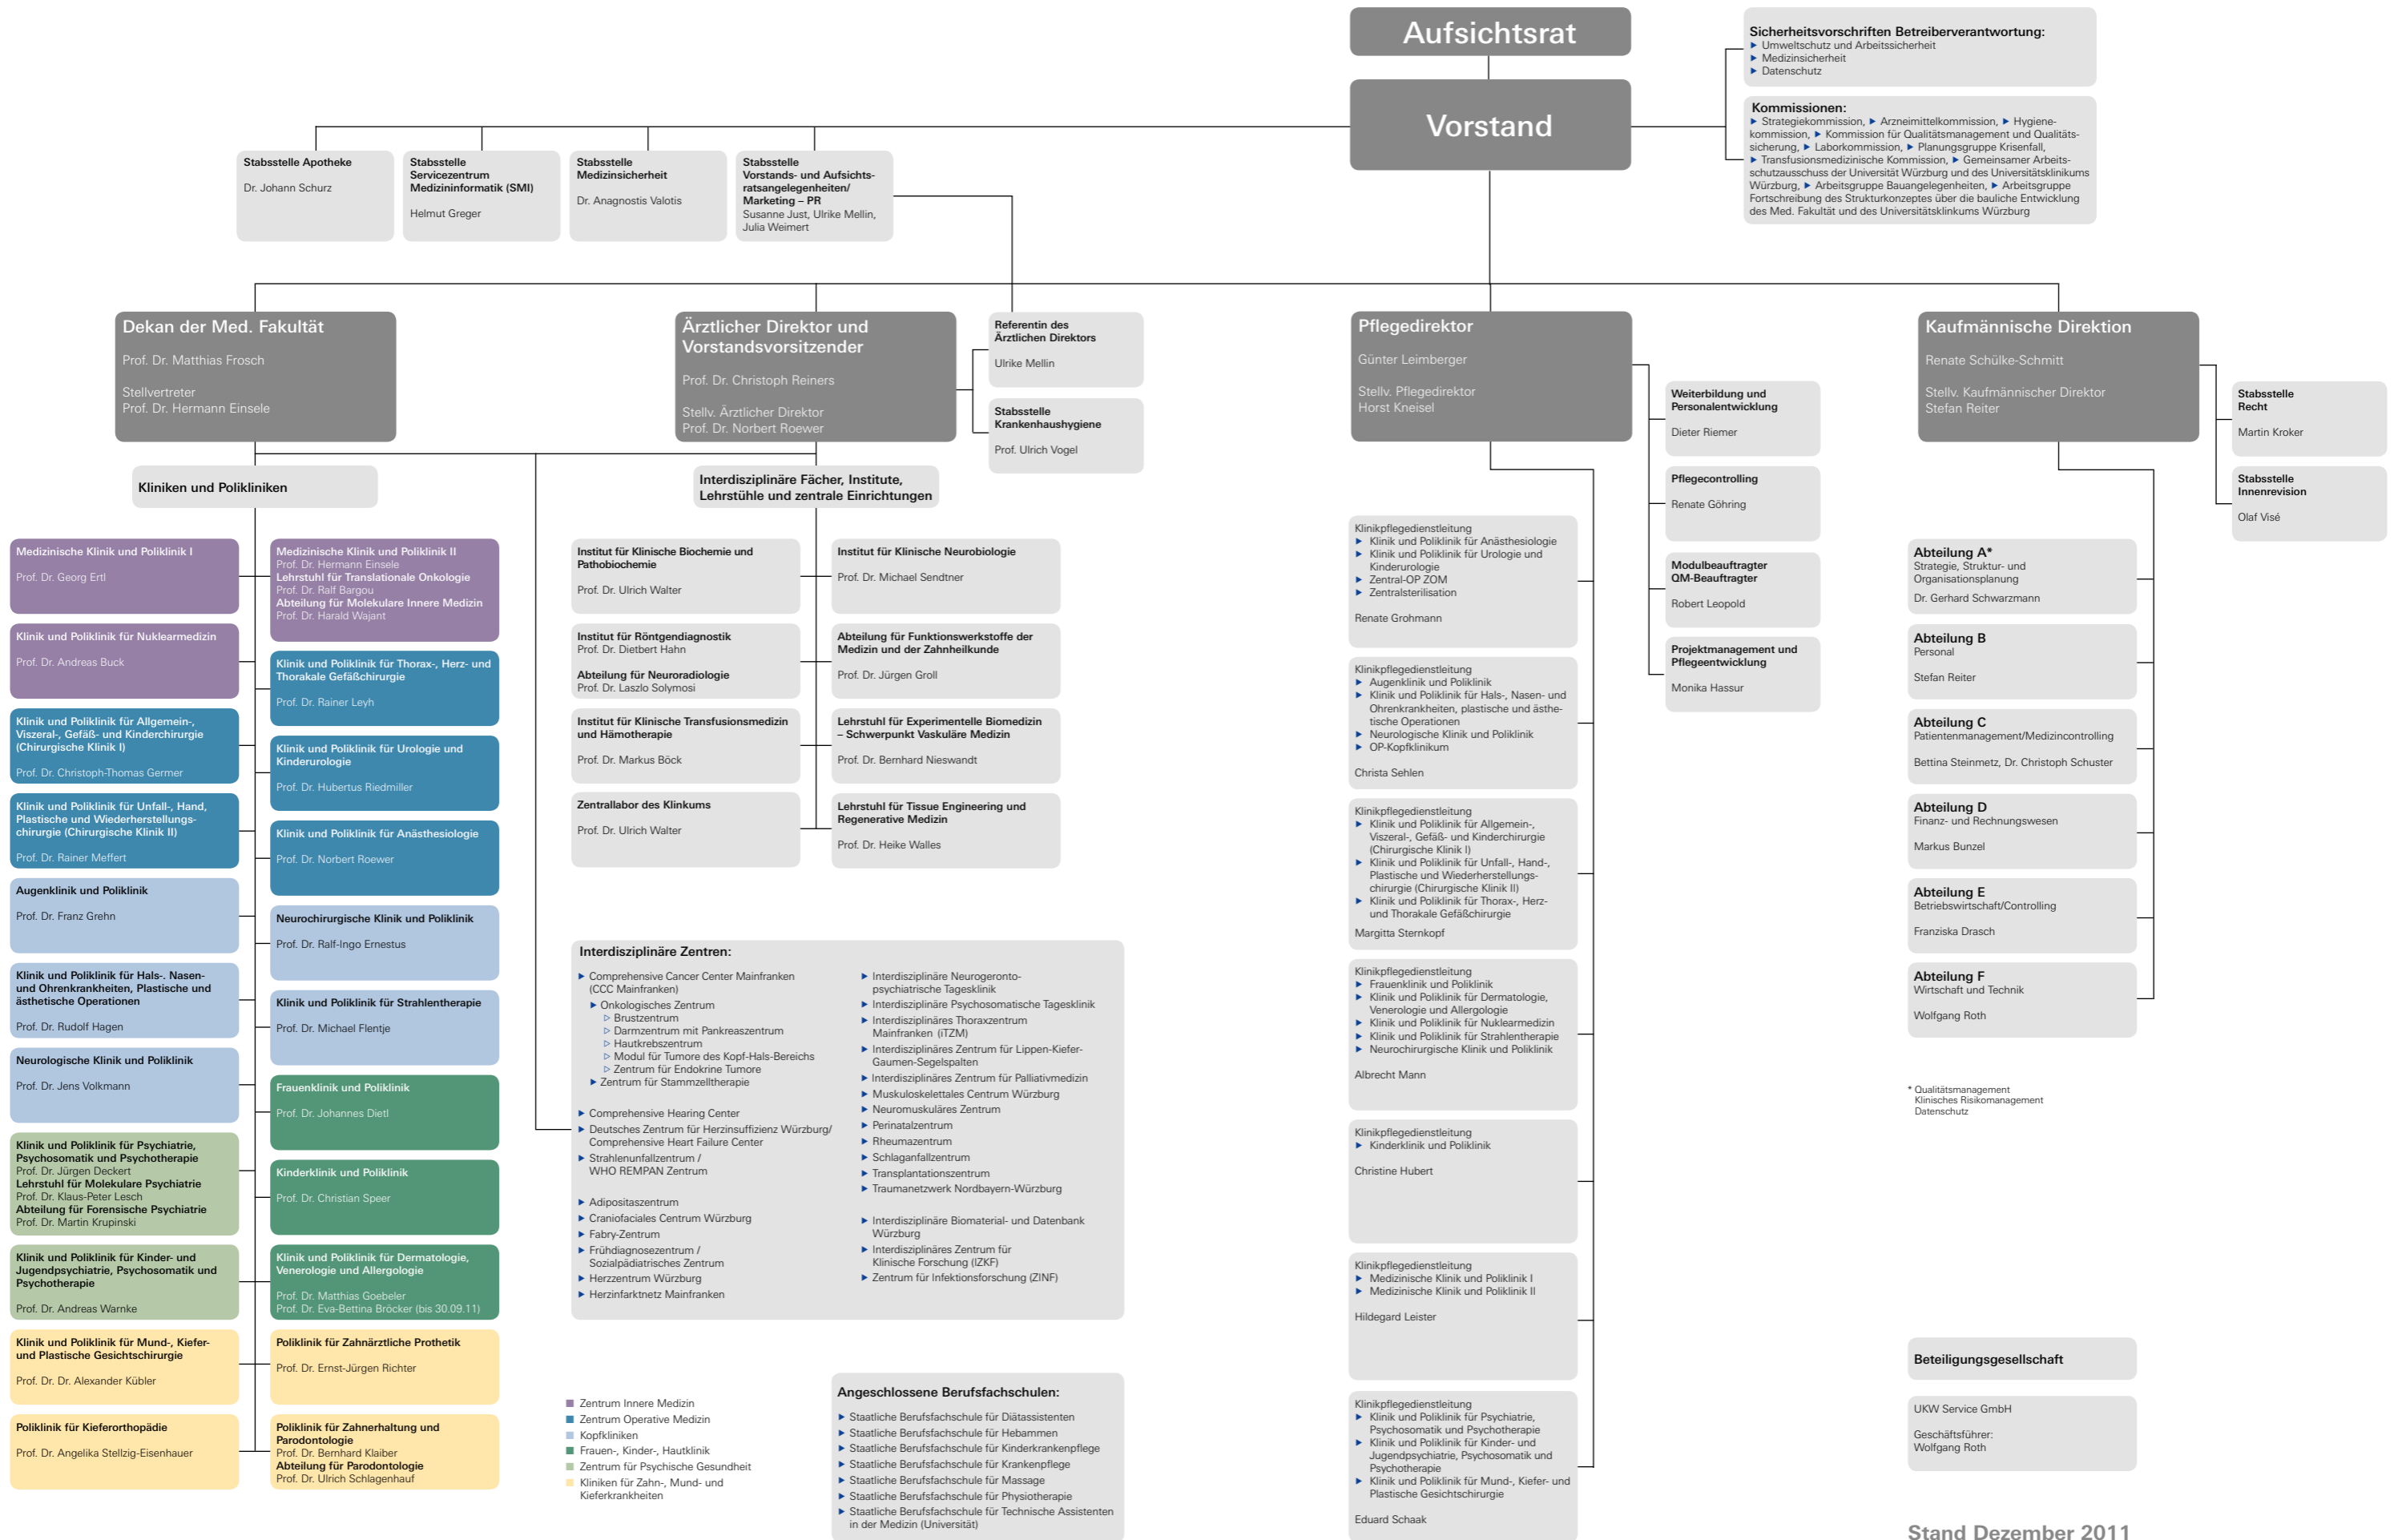 Aufsichtsrat
Vorstand
Sicherheitsvorschriften Betreiberverantwortung:
▶ Umweltschutz und Arbeitssicherheit
▶ Medizinsicherheit
▶ Datenschutz
Kommissionen:
▶ Strategiekommission, ▶ Arzneimittelkommission, ▶ Hygiene-
kommission, ▶ Kommission für Qualitätsmanagement und Qualitäts-
sicherung, ▶ Laborkommission, ▶ Planungsgruppe Krisenfall,
▶ Transfusionsmedizinische Kommission, ▶ Gemeinsamer Arbeits-
schutzausschuss der Universität Würzburg und des Universitätsklinikums
Würzburg, ▶ Arbeitsgruppe Bauangelegenheiten, ▶ Arbeitsgruppe
Fortschreibung des Strukturkonzeptes über die bauliche Entwicklung
des Med. Fakultät und des Universitätsklinkums Würzburg
Stabsstelle Apotheke
Dr. Johann Schurz
Stabsstelle
Servicezentrum
Medizininformatik (SMI)
Helmut Greger
Stabsstelle
Medizinsicherheit
Dr. Anagnostis Valotis
Stabsstelle
Vorstands- und Aufsichts-
ratsangelegenheiten/
Marketing – PR
Susanne Just, Ulrike Mellin,
Julia Weimert
Dekan der Med. Fakultät
Prof. Dr. Matthias Frosch
Stellvertreter
Prof. Dr. Hermann Einsele
Ärztlicher Direktor und
Vorstandsvorsitzender
Prof. Dr. Christoph Reiners
Stellv. Ärztlicher Direktor
Prof. Dr. Norbert Roewer
Referentin des
Ärztlichen Direktors
Ulrike Mellin
Stabsstelle
Krankenhaushygiene
Prof. Ulrich Vogel
Pflegedirektor
Günter Leimberger
Stellv. Pflegedirektor
Horst Kneisel
Weiterbildung und
Personalentwicklung
Dieter Riemer
Pflegecontrolling
Renate Göhring
Modulbeauftragter
QM-Beauftragter
Robert Leopold
Projektmanagement und
Pflegeentwicklung
Monika Hassur
Kaufmännische Direktion
Renate Schülke-Schmitt
Stellv. Kaufmännischer Direktor
Stefan Reiter
Stabsstelle
Recht
Martin Kroker
Stabsstelle
Innenrevision
Olaf Visé
Kliniken und Polikliniken
Medizinische Klinik und Poliklinik I
Prof. Dr. Georg Ertl
Medizinische Klinik und Poliklinik II
Prof. Dr. Hermann Einsele
Lehrstuhl für Translationale Onkologie
Prof. Dr. Ralf Bargou
Abteilung für Molekulare Innere Medizin
Prof. Dr. Harald Wajant
Klinik und Poliklinik für Nuklearmedizin
Prof. Dr. Andreas Buck
Klinik und Poliklinik für Thorax-, Herz- und
Thorakale Gefäßchirurgie
Prof. Dr. Rainer Leyh
Klinik und Poliklinik für Allgemein-,
Viszeral-, Gefäß- und Kinderchirurgie
(Chirurgische Klinik I)
Prof. Dr. Christoph-Thomas Germer
Klinik und Poliklinik für Urologie und
Kinderurologie
Prof. Dr. Hubertus Riedmiller
Klinik und Poliklinik für Unfall-, Hand,
Plastische und Wiederherstellungs-
chirurgie (Chirurgische Klinik II)
Prof. Dr. Rainer Meffert
Klinik und Poliklinik für Anästhesiologie
Prof. Dr. Norbert Roewer
Augenklinik und Poliklinik
Prof. Dr. Franz Grehn
Neurochirurgische Klinik und Poliklinik
Prof. Dr. Ralf-Ingo Ernestus
Klinik und Poliklinik für Hals-. Nasen-
und Ohrenkrankheiten, Plastische und
ästhetische Operationen
Prof. Dr. Rudolf Hagen
Klinik und Poliklinik für Strahlentherapie
Prof. Dr. Michael Flentje
Neurologische Klinik und Poliklinik
Prof. Dr. Jens Volkmann
Frauenklinik und Poliklinik
Prof. Dr. Johannes Dietl
Klinik und Poliklinik für Psychiatrie,
Psychosomatik und Psychotherapie
Prof. Dr. Jürgen Deckert
Lehrstuhl für Molekulare Psychiatrie
Prof. Dr. Klaus-Peter Lesch
Abteilung für Forensische Psychiatrie
Prof. Dr. Martin Krupinski
Kinderklinik und Poliklinik
Prof. Dr. Christian Speer
Klinik und Poliklinik für Kinder- und
Jugendpsychiatrie, Psychosomatik und
Psychotherapie
Prof. Dr. Andreas Warnke
Klinik und Poliklinik für Dermatologie,
Venerologie und Allergologie
Prof. Dr. Matthias Goebeler
Prof. Dr. Eva-Bettina Bröcker (bis 30.09.11)
Klinik und Poliklinik für Mund-, Kiefer-
und Plastische Gesichtschirurgie
Prof. Dr. Dr. Alexander Kübler
Poliklinik für Zahnärztliche Prothetik
Prof. Dr. Ernst-Jürgen Richter
Poliklinik für Kieferorthopädie
Prof. Dr. Angelika Stellzig-Eisenhauer
Poliklinik für Zahnerhaltung und
Parodontologie
Prof. Dr. Bernhard Klaiber
Abteilung für Parodontologie
Prof. Dr. Ulrich Schlagenhauf
Interdisziplinäre Fächer, Institute,
Lehrstühle und zentrale Einrichtungen
Institut für Klinische Biochemie und
Pathobiochemie
Prof. Dr. Ulrich Walter
Institut für Klinische Neurobiologie
Prof. Dr. Michael Sendtner
Institut für Röntgendiagnostik
Prof. Dr. Dietbert Hahn
Abteilung für Neuroradiologie
Prof. Dr. Laszlo Solymosi
Abteilung für Funktionswerkstoffe der
Medizin und der Zahnheilkunde
Prof. Dr. Jürgen Groll
Institut für Klinische Transfusionsmedizin
und Hämotherapie
Prof. Dr. Markus Böck
Lehrstuhl für Experimentelle Biomedizin
– Schwerpunkt Vaskuläre Medizin
Prof. Dr. Bernhard Nieswandt
Zentrallabor des Klinkums
Prof. Dr. Ulrich Walter
Lehrstuhl für Tissue Engineering und
Regenerative Medizin
Prof. Dr. Heike Walles
Interdisziplinäre Zentren:
▶ Comprehensive Cancer Center Mainfranken
(CCC Mainfranken)
▶ Onkologisches Zentrum
▷ Brustzentrum
▷ Darmzentrum mit Pankreaszentrum
▷ Hautkrebszentrum
▷ Modul für Tumore des Kopf-Hals-Bereichs
▷ Zentrum für Endokrine Tumore
▶ Zentrum für Stammzelltherapie
▶ Comprehensive Hearing Center
▶ Deutsches Zentrum für Herzinsuffizienz Würzburg/
Comprehensive Heart Failure Center
▶ Strahlenunfallzentrum /
WHO REMPAN Zentrum
▶ Adipositaszentrum
▶ Craniofaciales Centrum Würzburg
▶ Fabry-Zentrum
▶ Frühdiagnosezentrum /
Sozialpädiatrisches Zentrum
▶ Herzzentrum Würzburg
▶ Herzinfarktnetz Mainfranken
▶ Interdisziplinäre Neurogeronto-
psychiatrische Tagesklinik
▶ Interdisziplinäre Psychosomatische Tagesklinik
▶ Interdisziplinäres Thoraxzentrum
Mainfranken (iTZM)
▶ Interdisziplinäres Zentrum für Lippen-Kiefer-
Gaumen-Segelspalten
▶ Interdisziplinäres Zentrum für Palliativmedizin
▶ Muskuloskelettales Centrum Würzburg
▶ Neuromuskuläres Zentrum
▶ Perinatalzentrum
▶ Rheumazentrum
▶ Schlaganfallzentrum
▶ Transplantationszentrum
▶ Traumanetzwerk Nordbayern-Würzburg
▶ Interdisziplinäre Biomaterial- und Datenbank
Würzburg
▶ Interdisziplinäres Zentrum für
Klinische Forschung (IZKF)
▶ Zentrum für Infektionsforschung (ZINF)
Zentrum Innere Medizin
Zentrum Operative Medizin
Kopfkliniken
Frauen-, Kinder-, Hautklinik
Zentrum für Psychische Gesundheit
Kliniken für Zahn-, Mund- und
Kieferkrankheiten
Angeschlossene Berufsfachschulen:
▶ Staatliche Berufsfachschule für Diätassistenten
▶ Staatliche Berufsfachschule für Hebammen
▶ Staatliche Berufsfachschule für Kinderkrankenpflege
▶ Staatliche Berufsfachschule für Krankenpflege
▶ Staatliche Berufsfachschule für Massage
▶ Staatliche Berufsfachschule für Physiotherapie
▶ Staatliche Berufsfachschule für Technische Assistenten
in der Medizin (Universität)
Klinikpflegedienstleitung
▶ Klinik und Poliklinik für Anästhesiologie
▶ Klinik und Poliklinik für Urologie und
Kinderurologie
▶ Zentral-OP ZOM
▶ Zentralsterilisation
Renate Grohmann
Klinikpflegedienstleitung
▶ Augenklinik und Poliklinik
▶ Klinik und Poliklinik für Hals-, Nasen- und
Ohrenkrankheiten, plastische und ästhe-
tische Operationen
▶ Neurologische Klinik und Poliklinik
▶ OP-Kopfklinikum
Christa Sehlen
Klinikpflegedienstleitung
▶ Klinik und Poliklinik für Allgemein-,
Viszeral-, Gefäß- und Kinderchirurgie
(Chirurgische Klinik I)
▶ Klinik und Poliklinik für Unfall-, Hand-,
Plastische und Wiederherstellungs-
chirurgie (Chirurgische Klinik II)
▶ Klinik und Poliklinik für Thorax-, Herz-
und Thorakale Gefäßchirurgie
Margitta Sternkopf
Klinikpflegedienstleitung
▶ Frauenklinik und Poliklinik
▶ Klinik und Poliklinik für Dermatologie,
Venerologie und Allergologie
▶ Klinik und Poliklinik für Nuklearmedizin
▶ Klinik und Poliklinik für Strahlentherapie
▶ Neurochirurgische Klinik und Poliklinik
Albrecht Mann
Klinikpflegedienstleitung
▶ Kinderklinik und Poliklinik
Christine Hubert
Klinikpflegedienstleitung
▶ Medizinische Klinik und Poliklinik I
▶ Medizinische Klinik und Poliklinik II
Hildegard Leister
Klinikpflegedienstleitung
▶ Klinik und Poliklinik für Psychiatrie,
Psychosomatik und Psychotherapie
▶ Klinik und Poliklinik für Kinder- und
Jugendpsychiatrie, Psychosomatik und
Psychotherapie
▶ Klinik und Poliklinik für Mund-, Kiefer- und
Plastische Gesichtschirurgie
Eduard Schaak
Abteilung A*
Strategie, Struktur- und
Organisationsplanung
Dr. Gerhard Schwarzmann
Abteilung B
Personal
Stefan Reiter
Abteilung C
Patientenmanagement/Medizincontrolling
Bettina Steinmetz, Dr. Christoph Schuster
Abteilung D
Finanz- und Rechnungswesen
Markus Bunzel
Abteilung E
Betriebswirtschaft/Controlling
Franziska Drasch
Abteilung F
Wirtschaft und Technik
Wolfgang Roth
* Qualitätsmanagement
Klinisches Risikomanagement
Datenschutz
Beteiligungsgesellschaft
UKW Service GmbH
Geschäftsführer:
Wolfgang Roth
Stand Dezember 2011